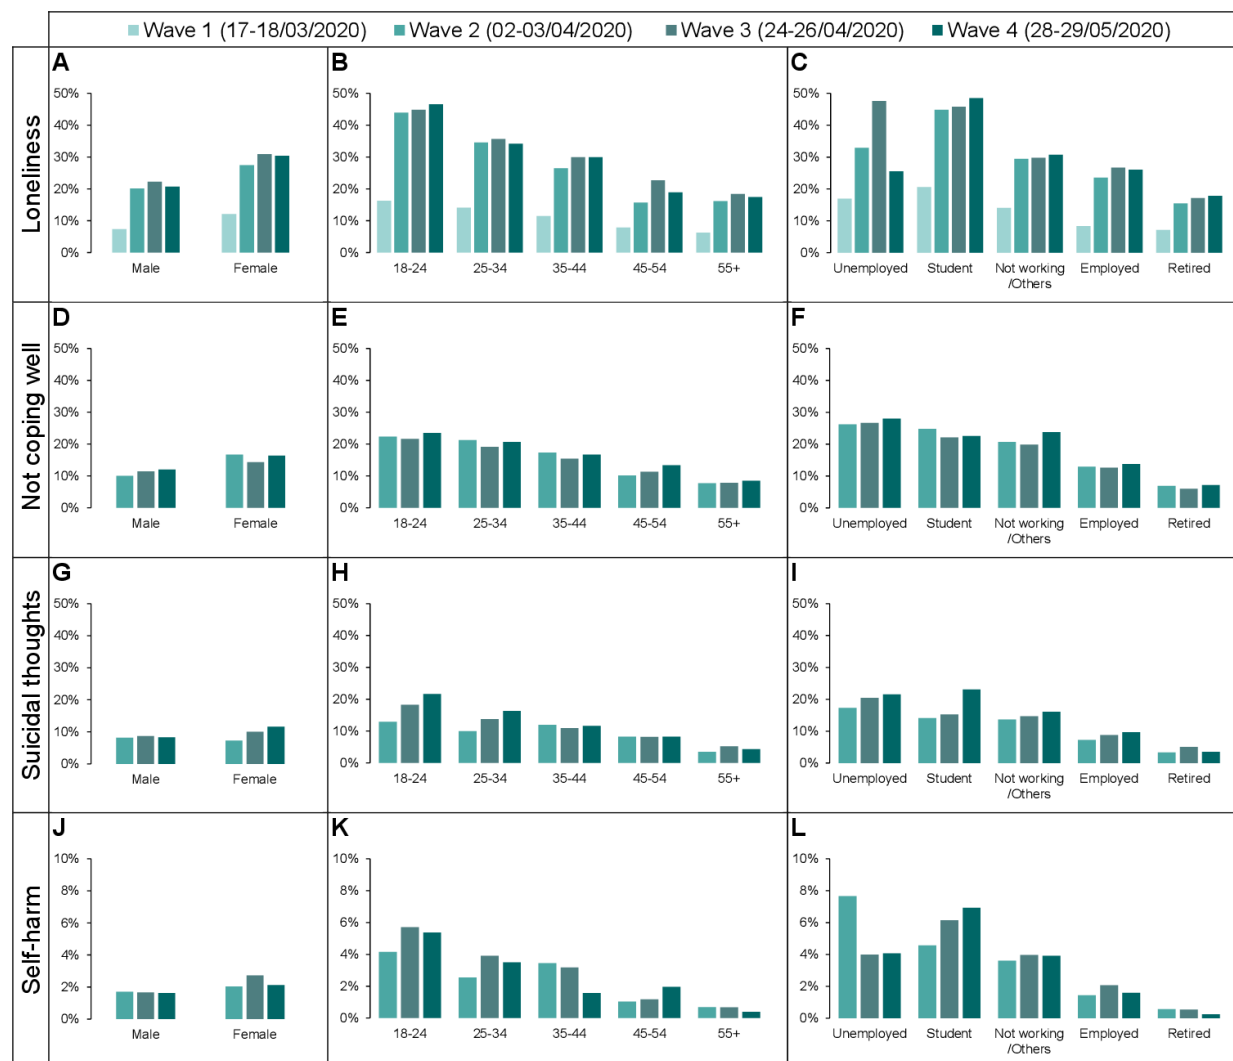 Wave 1 (17-18/03/2020) Wave 2 (02-03/04/2020) Wave 3 (24-26/04/2020) Wave 4 (28-29/05/2020)
Loneliness
A
50%
40%
30%
20%
10%
0%
Male Female
B
50%
40%
30%
20%
10%
0%
18-24 25-34 35-44 45-54 55+
C
50%
40%
30%
20%
10%
0%
Unemployed Student Not working Employed Retired
/Others
Not coping well
D
50%
40%
30%
20%
10%
0%
Male Female
E
50%
40%
30%
20%
10%
0%
18-24 25-34 35-44 45-54 55+
F
50%
40%
30%
20%
10%
0%
Unemployed Student Not working Employed Retired
/Others
Suicidal thoughts
G
50%
40%
30%
20%
10%
0%
Male Female
H
50%
40%
30%
20%
10%
0%
18-24 25-34 35-44 45-54 55+
I
50%
40%
30%
20%
10%
0%
Unemployed Student Not working Employed Retired
/Others
Self-harm
J
10%
8%
6%
4%
2%
0%
Male Female
K
10%
8%
6%
4%
2%
0%
18-24 25-34 35-44 45-54 55+
L
10%
8%
6%
4%
2%
0%
Unemployed Student Not working Employed Retired
/Others